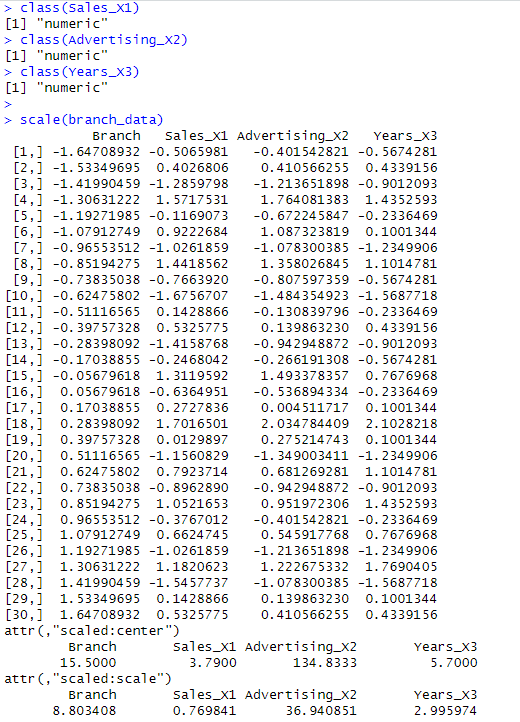 > class(Sales_X1)
[1] "numeric"
> class(Advertising_X2)
[1] "numeric"
> class(Years_X3)
[1] "numeric"
>
> scale(branch_data)
           Branch   Sales_X1 Advertising_X2   Years_X3
 [1,] -1.64708932 -0.5065981   -0.401542821 -0.5674281
 [2,] -1.53349695  0.4026806    0.410566255  0.4339156
 [3,] -1.41990459 -1.2859798   -1.213651898 -0.9012093
 [4,] -1.30631222  1.5717531    1.764081383  1.4352593
 [5,] -1.19271985 -0.1169073   -0.672245847 -0.2336469
 [6,] -1.07912749  0.9222684    1.087323819  0.1001344
 [7,] -0.96553512 -1.0261859   -1.078300385 -1.2349906
 [8,] -0.85194275  1.4418562    1.358026845  1.1014781
 [9,] -0.73835038 -0.7663920   -0.807597359 -0.5674281
[10,] -0.62475802 -1.6756707   -1.484354923 -1.5687718
[11,] -0.51116565  0.1428866   -0.130839796 -0.2336469
[12,] -0.39757328  0.5325775    0.139863230  0.4339156
[13,] -0.28398092 -1.4158768   -0.942948872 -0.9012093
[14,] -0.17038855 -0.2468042   -0.266191308 -0.5674281
[15,] -0.05679618  1.3119592    1.493378357  0.7676968
[16,]  0.05679618 -0.6364951   -0.536894334 -0.2336469
[17,]  0.17038855  0.2727836    0.004511717  0.1001344
[18,]  0.28398092  1.7016501    2.034784409  2.1028218
[19,]  0.39757328  0.0129897    0.275214743  0.1001344
[20,]  0.51116565 -1.1560829   -1.349003411 -1.2349906
[21,]  0.62475802  0.7923714    0.681269281  1.1014781
[22,]  0.73835038 -0.8962890   -0.942948872 -0.9012093
[23,]  0.85194275  1.0521653    0.951972306  1.4352593
[24,]  0.96553512 -0.3767012   -0.401542821 -0.2336469
[25,]  1.07912749  0.6624745    0.545917768  0.7676968
[26,]  1.19271985 -1.0261859   -1.213651898 -1.2349906
[27,]  1.30631222  1.1820623    1.222675332  1.7690405
[28,]  1.41990459 -1.5457737   -1.078300385 -1.5687718
[29,]  1.53349695  0.1428866    0.139863230  0.1001344
[30,]  1.64708932  0.5325775    0.410566255  0.4339156
attr(,"scaled:center")
        Branch       Sales_X1 Advertising_X2       Years_X3
       15.5000         3.7900       134.8333         5.7000
attr(,"scaled:scale")
        Branch       Sales_X1 Advertising_X2       Years_X3
      8.803408       0.769841      36.940851       2.995974